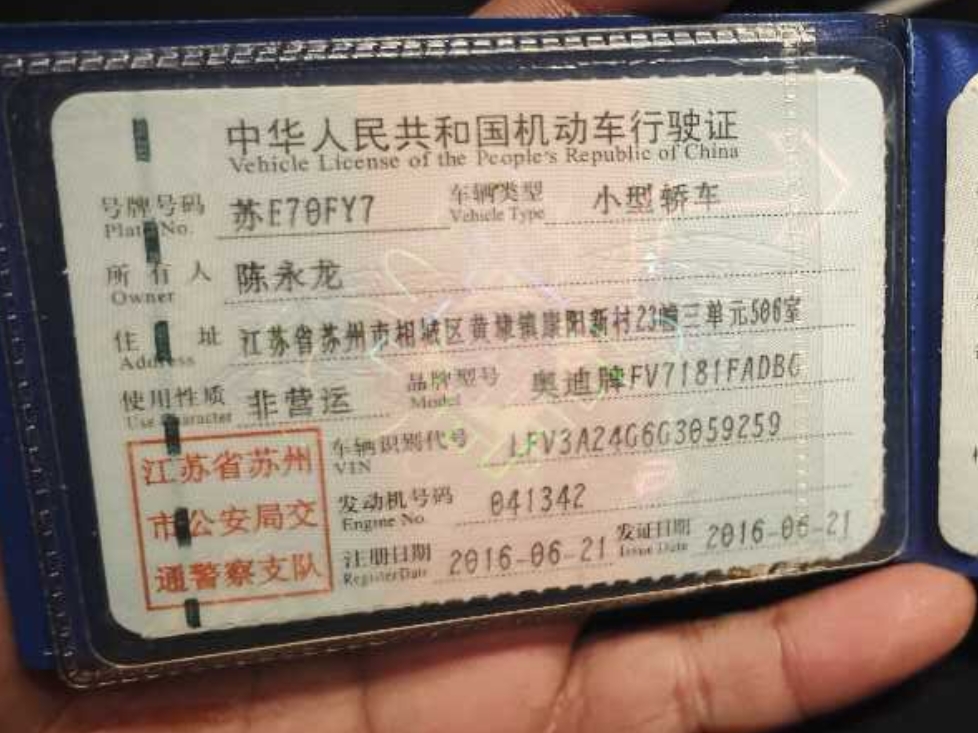 中华人民共和国机动车行驶证
Vehicle License of the People's Republic of China
号牌号码 苏E70FY7 车辆类型 小型轿车
Plate No. Vehicle Type
所有人 陈永龙
Owner
住址 江苏省苏州市相城区黄埭镇康阳新村23幢三单元506室
Address
使用性质 非营运 品牌型号 奥迪牌FV7181FADBG
Use Character Model
车辆识别代号 LFV3A24G6G3059259
VIN
发动机号码 041342
Engine No.
注册日期 2016-06-21 发证日期 2016-06-21
Register Date Issue Date
江苏省苏州
市公安局交
通警察支队